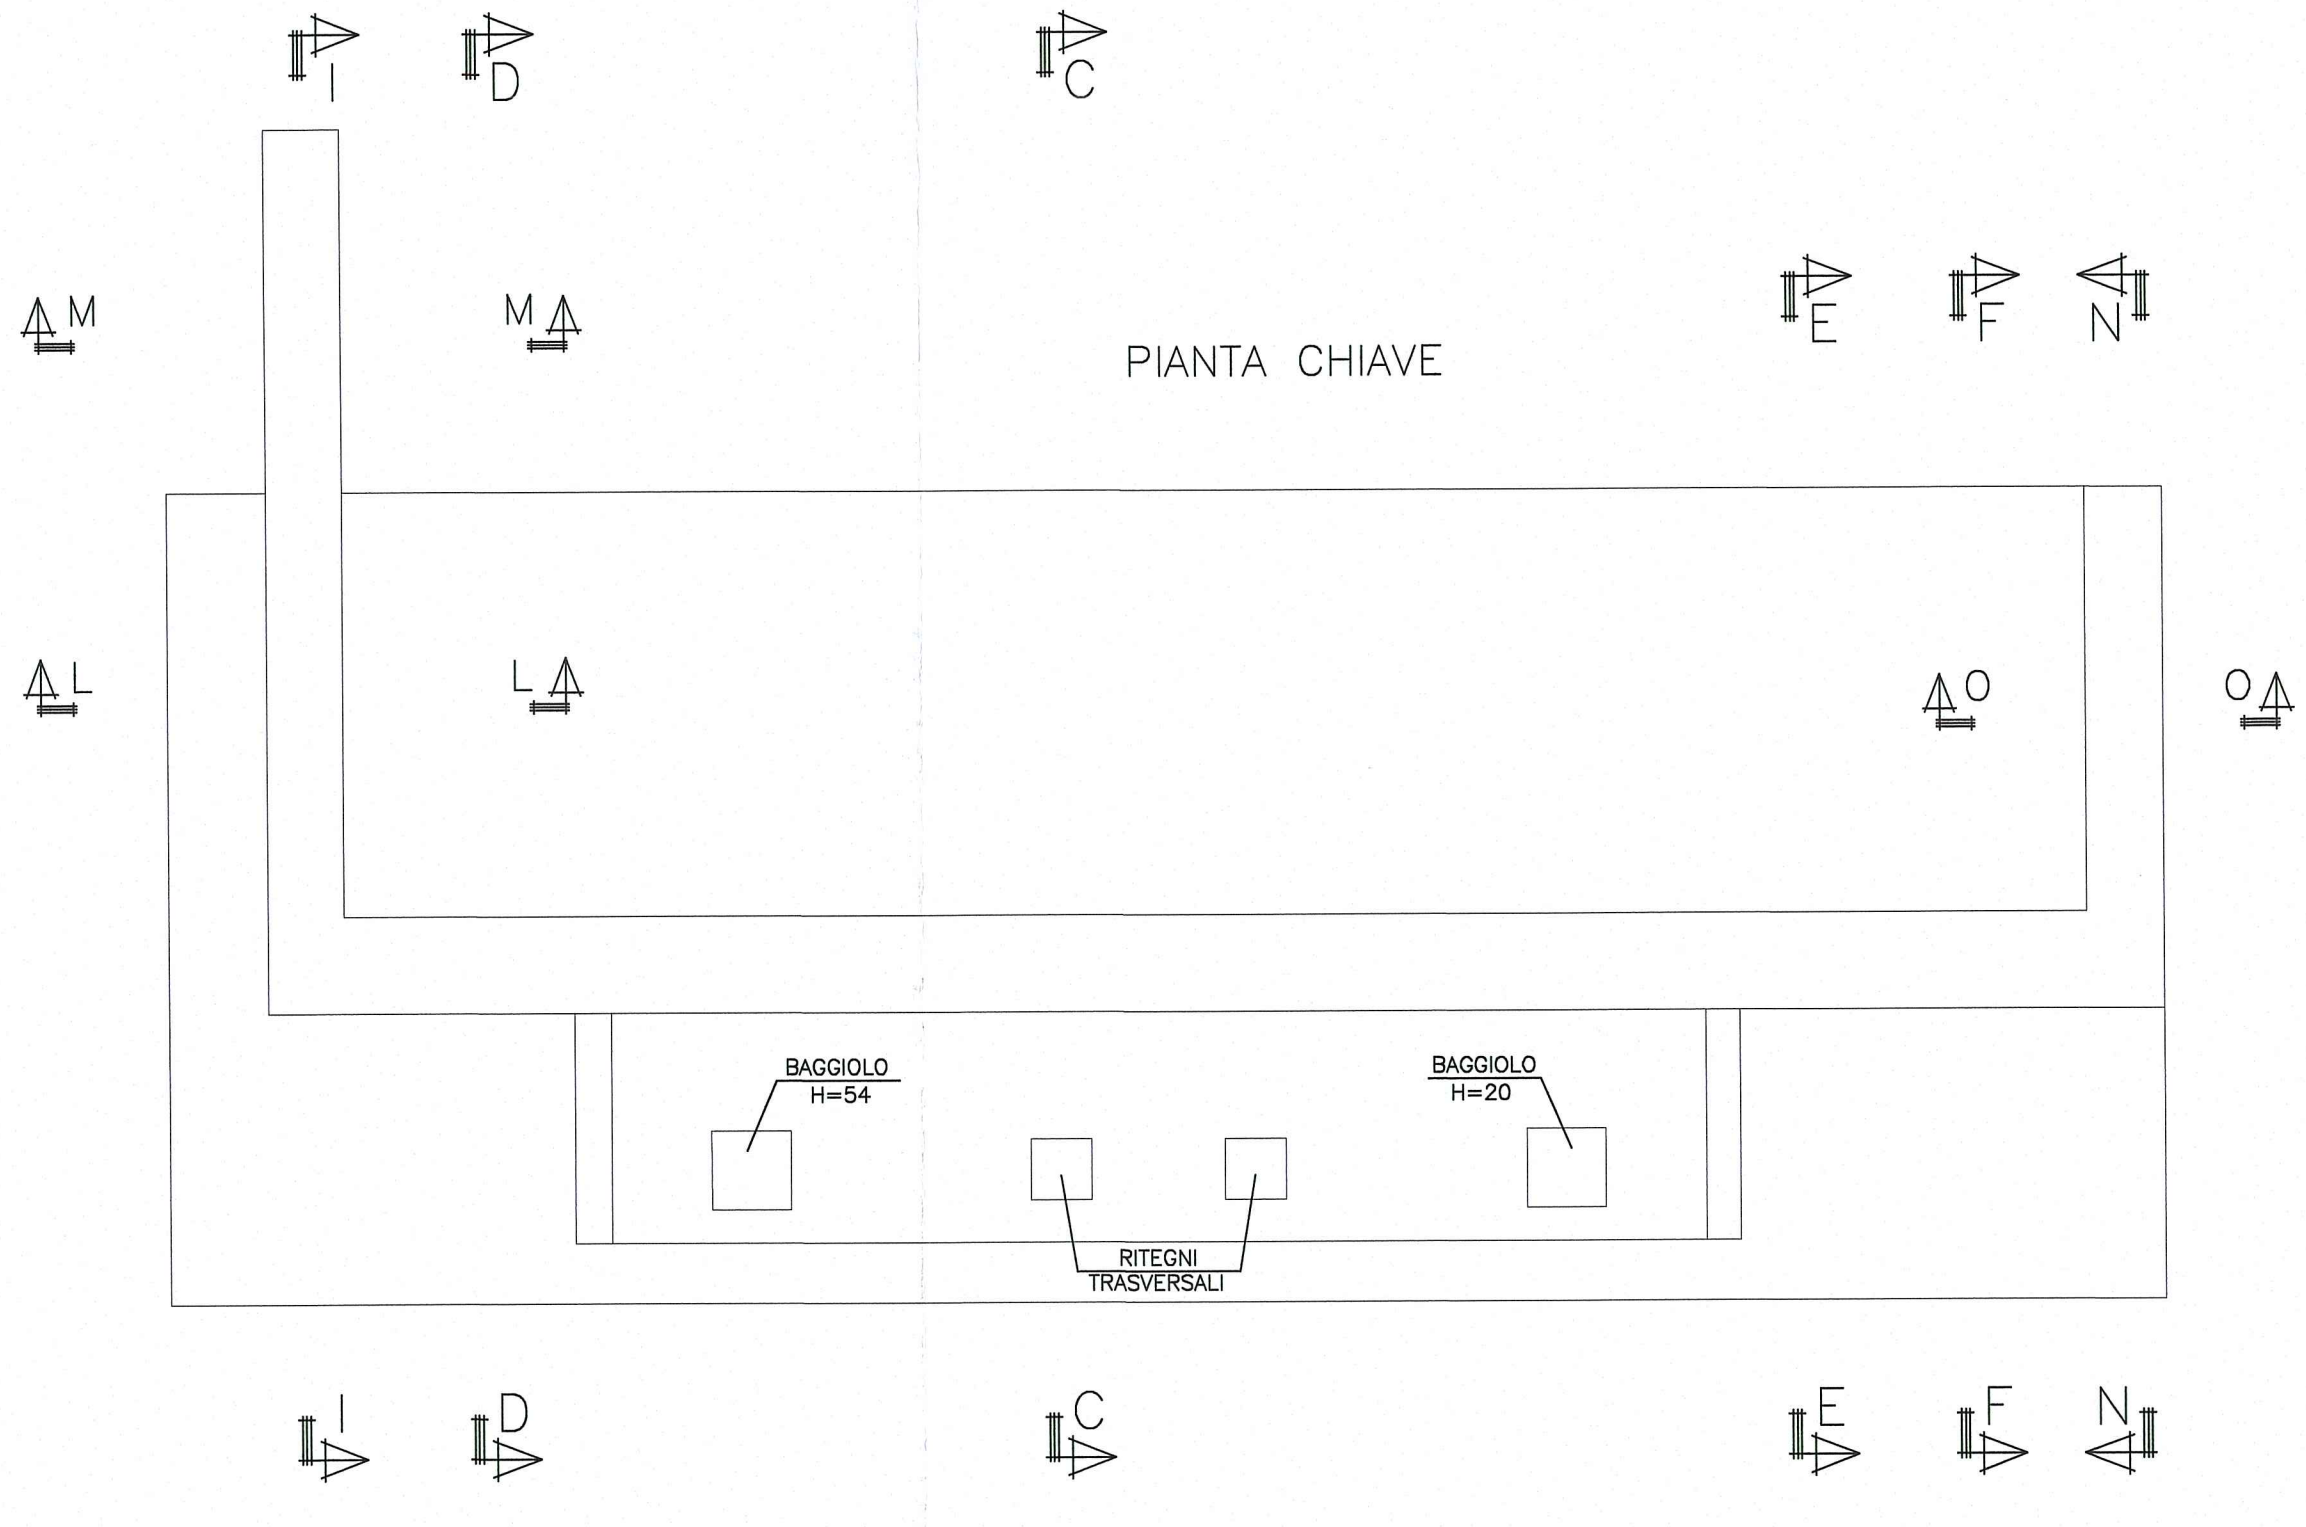 I
D
C
M
M
E
F
N
PIANTA CHIAVE
L
L
O
O
BAGGIOLO
H=54
BAGGIOLO
H=20
RITEGNI
TRASVERSALI
I
D
C
E
F
N